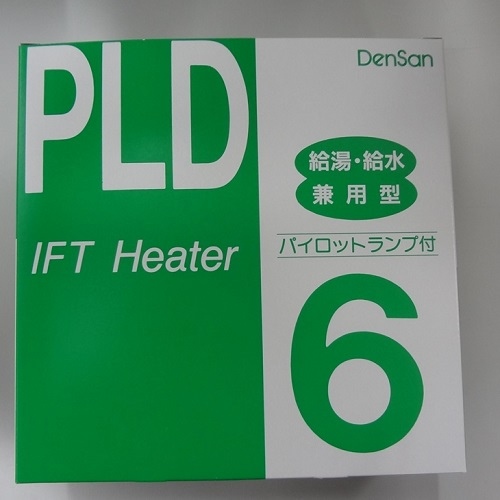 PLD
IFT Heater
DenSan
給湯・給水
兼用型
パイロットランプ付
6